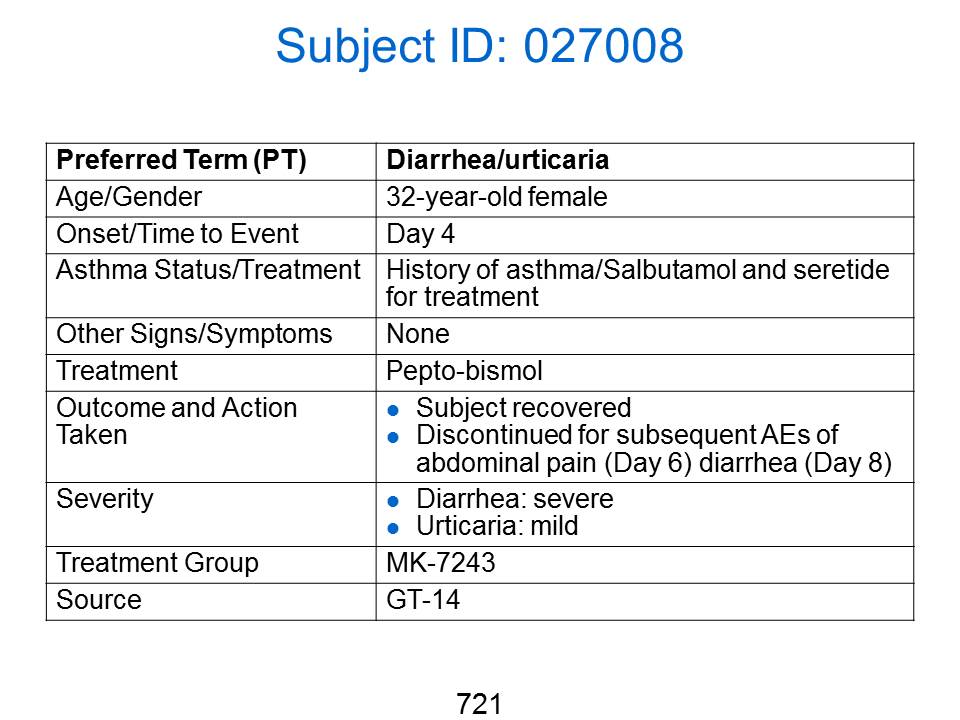 Subject ID: 027008
Preferred Term (PT) Diarrhea/urticaria
Age/Gender 32-year-old female
Onset/Time to Event Day 4
Asthma Status/Treatment History of asthma/Salbutamol and seretide
for treatment
Other Signs/Symptoms None
Treatment Pepto-bismol
Outcome and Action
Taken
● Subject recovered
● Discontinued for subsequent AEs of
abdominal pain (Day 6) diarrhea (Day 8)
Severity
● Diarrhea: severe
● Urticaria: mild
Treatment Group MK-7243
Source GT-14
721